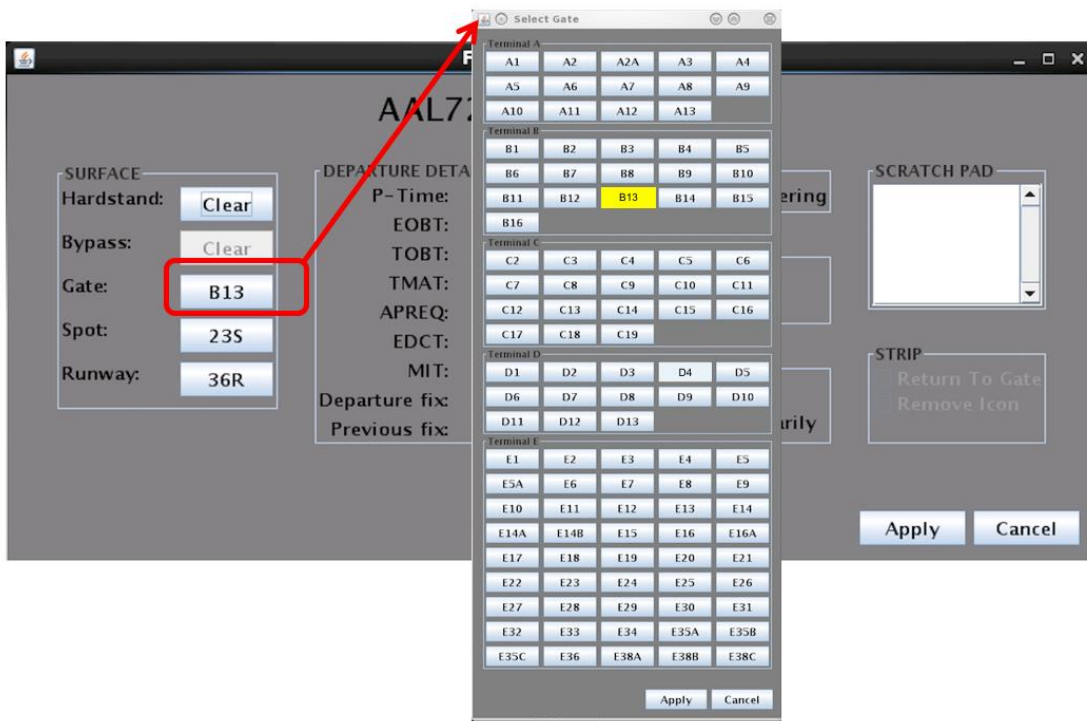 Select Gate
F
AAL72
SURFACE
Hardstand: Clear
Bypass: Clear
Gate: B13
Spot: 23S
Runway: 36R
DEPARTURE DETA
P-Time:
EOBT:
TOBT:
TMAT:
APREQ:
EDCT:
MIT:
Departure fix:
Previous fix:
Terminal A
A1 A2 A2A A3 A4
A5 A6 A7 A8 A9
A10 A11 A12 A13
Terminal B
B1 B2 B3 B4 B5
B6 B7 B8 B9 B10
B11 B12 B13 B14 B15
B16
Terminal C
C2 C3 C4 C5 C6
C7 C8 C9 C10 C11
C12 C13 C14 C15 C16
C17 C18 C19
Terminal D
D1 D2 D3 D4 D5
D6 D7 D8 D9 D10
D11 D12 D13
Terminal E
E1 E2 E3 E4 E5
E5A E6 E7 E8 E9
E10 E11 E12 E13 E14
E14A E14B E15 E16 E16A
E17 E18 E19 E20 E21
E22 E23 E24 E25 E26
E27 E28 E29 E30 E31
E32 E33 E34 E35A E35B
E35C E36 E38A E38B E38C
Apply Cancel
ering
arily
SCRATCH PAD
STRIP
Return To Gate
Remove Icon
Apply Cancel